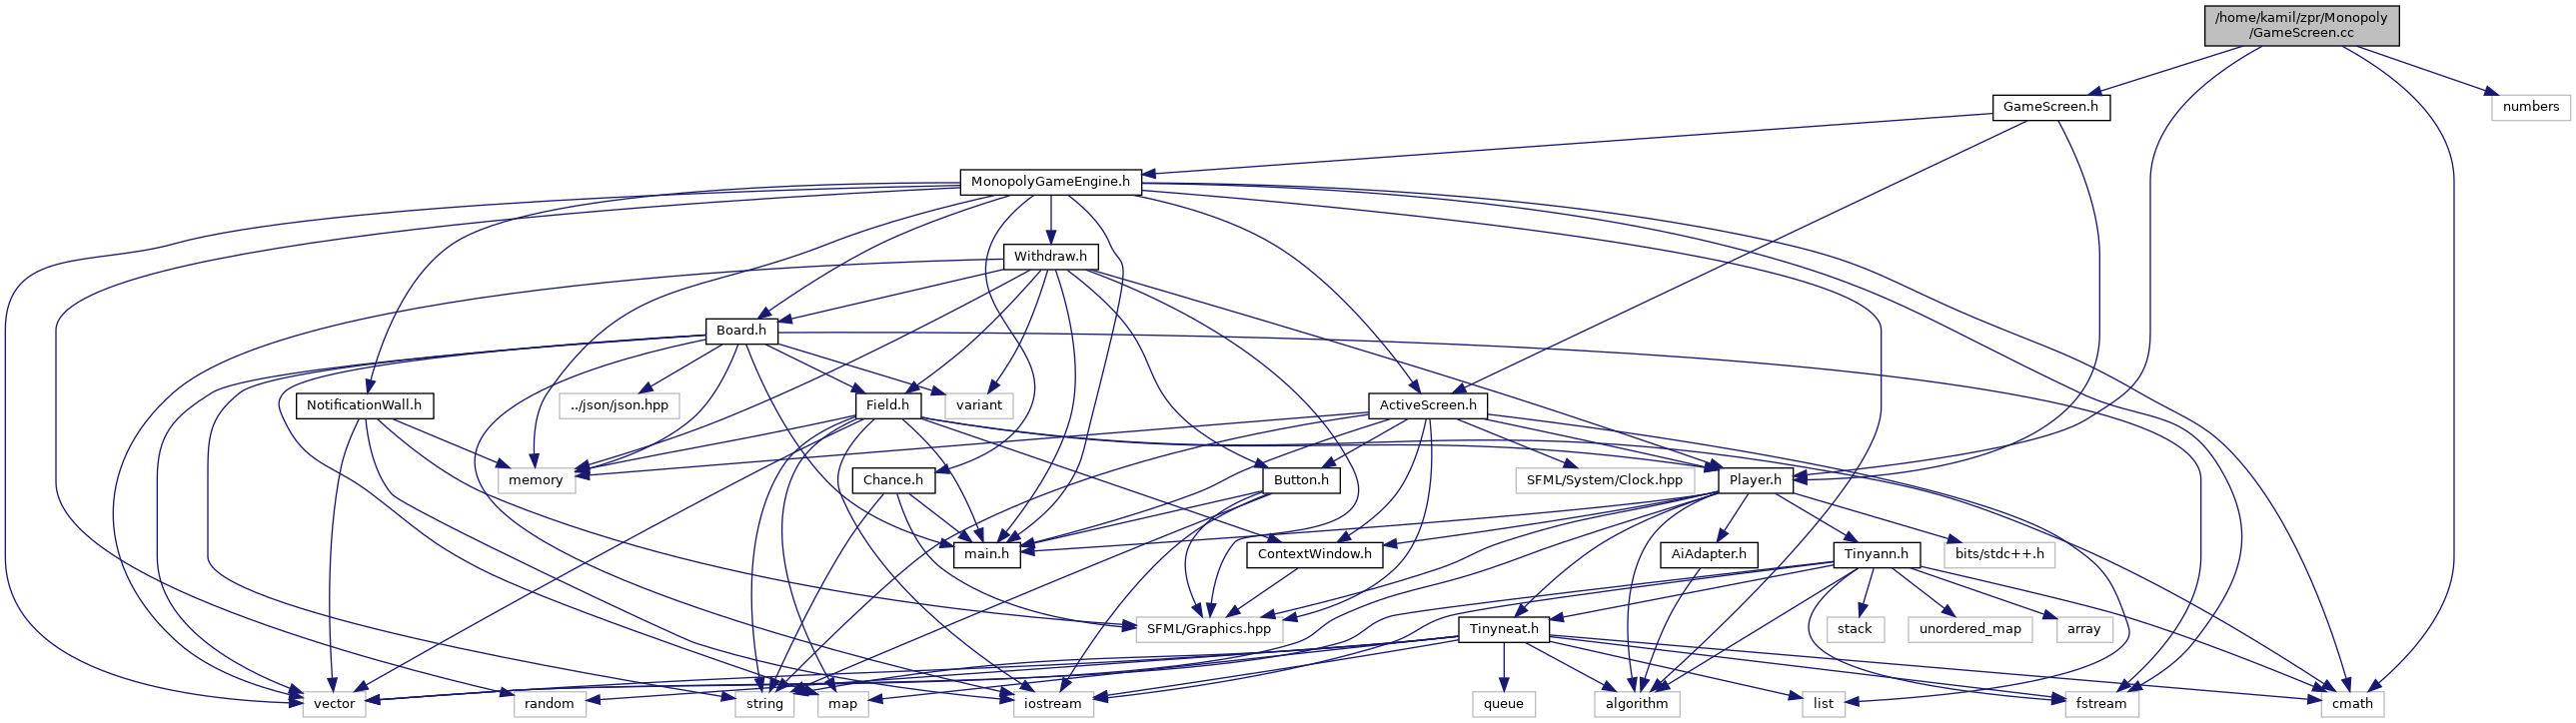 /home/kamil/zpr/Monopoly
/GameScreen.cc
GameScreen.h
numbers
MonopolyGameEngine.h
Withdraw.h
Board.h
NotificationWall.h
../json/json.hpp
Field.h
variant
ActiveScreen.h
memory
Chance.h
Button.h
SFML/System/Clock.hpp
Player.h
main.h
ContextWindow.h
AiAdapter.h
Tinyann.h
bits/stdc++.h
SFML/Graphics.hpp
Tinyneat.h
stack
unordered_map
array
vector
random
string
map
iostream
queue
algorithm
list
fstream
cmath